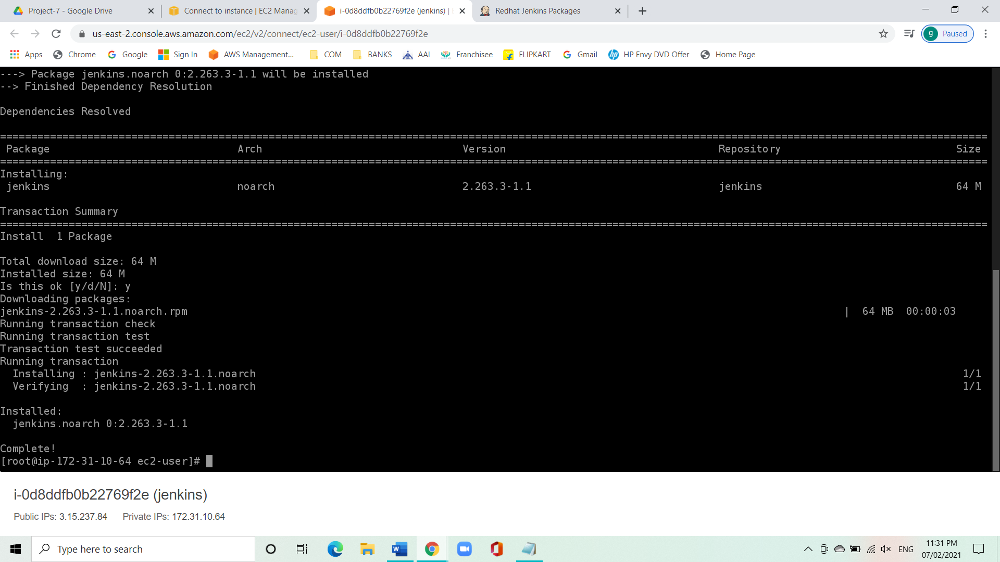 Project-7 - Google Drive
Connect to instance | EC2 Manag
i-0d8ddfb0b22769f2e (jenkins) | E
Redhat Jenkins Packages
us-east-2.console.aws.amazon.com/ec2/v2/connect/ec2-user/i-0d8ddfb0b22769f2e
g Paused
Apps Chrome Google Sign In AWS Management... COM BANKS AAI Franchisee FLIPKART Gmail HP Envy DVD Offer Home Page
---> Package jenkins.noarch 0:2.263.3-1.1 will be installed
--> Finished Dependency Resolution
Dependencies Resolved
Package Arch Version Repository Size
Installing:
jenkins noarch 2.263.3-1.1 jenkins 64 M
Transaction Summary
Install 1 Package
Total download size: 64 M
Installed size: 64 M
Is this ok [y/d/N]: y
Downloading packages:
jenkins-2.263.3-1.1.noarch.rpm | 64 MB 00:00:03
Running transaction check
Running transaction test
Transaction test succeeded
Running transaction
Installing : jenkins-2.263.3-1.1.noarch 1/1
Verifying : jenkins-2.263.3-1.1.noarch 1/1
Installed:
jenkins.noarch 0:2.263.3-1.1
Complete!
[root@ip-172-31-10-64 ec2-user]#
i-0d8ddfb0b22769f2e (jenkins)
Public IPs: 3.15.237.84 Private IPs: 172.31.10.64
Type here to search
ENG
11:31 PM
07/02/2021